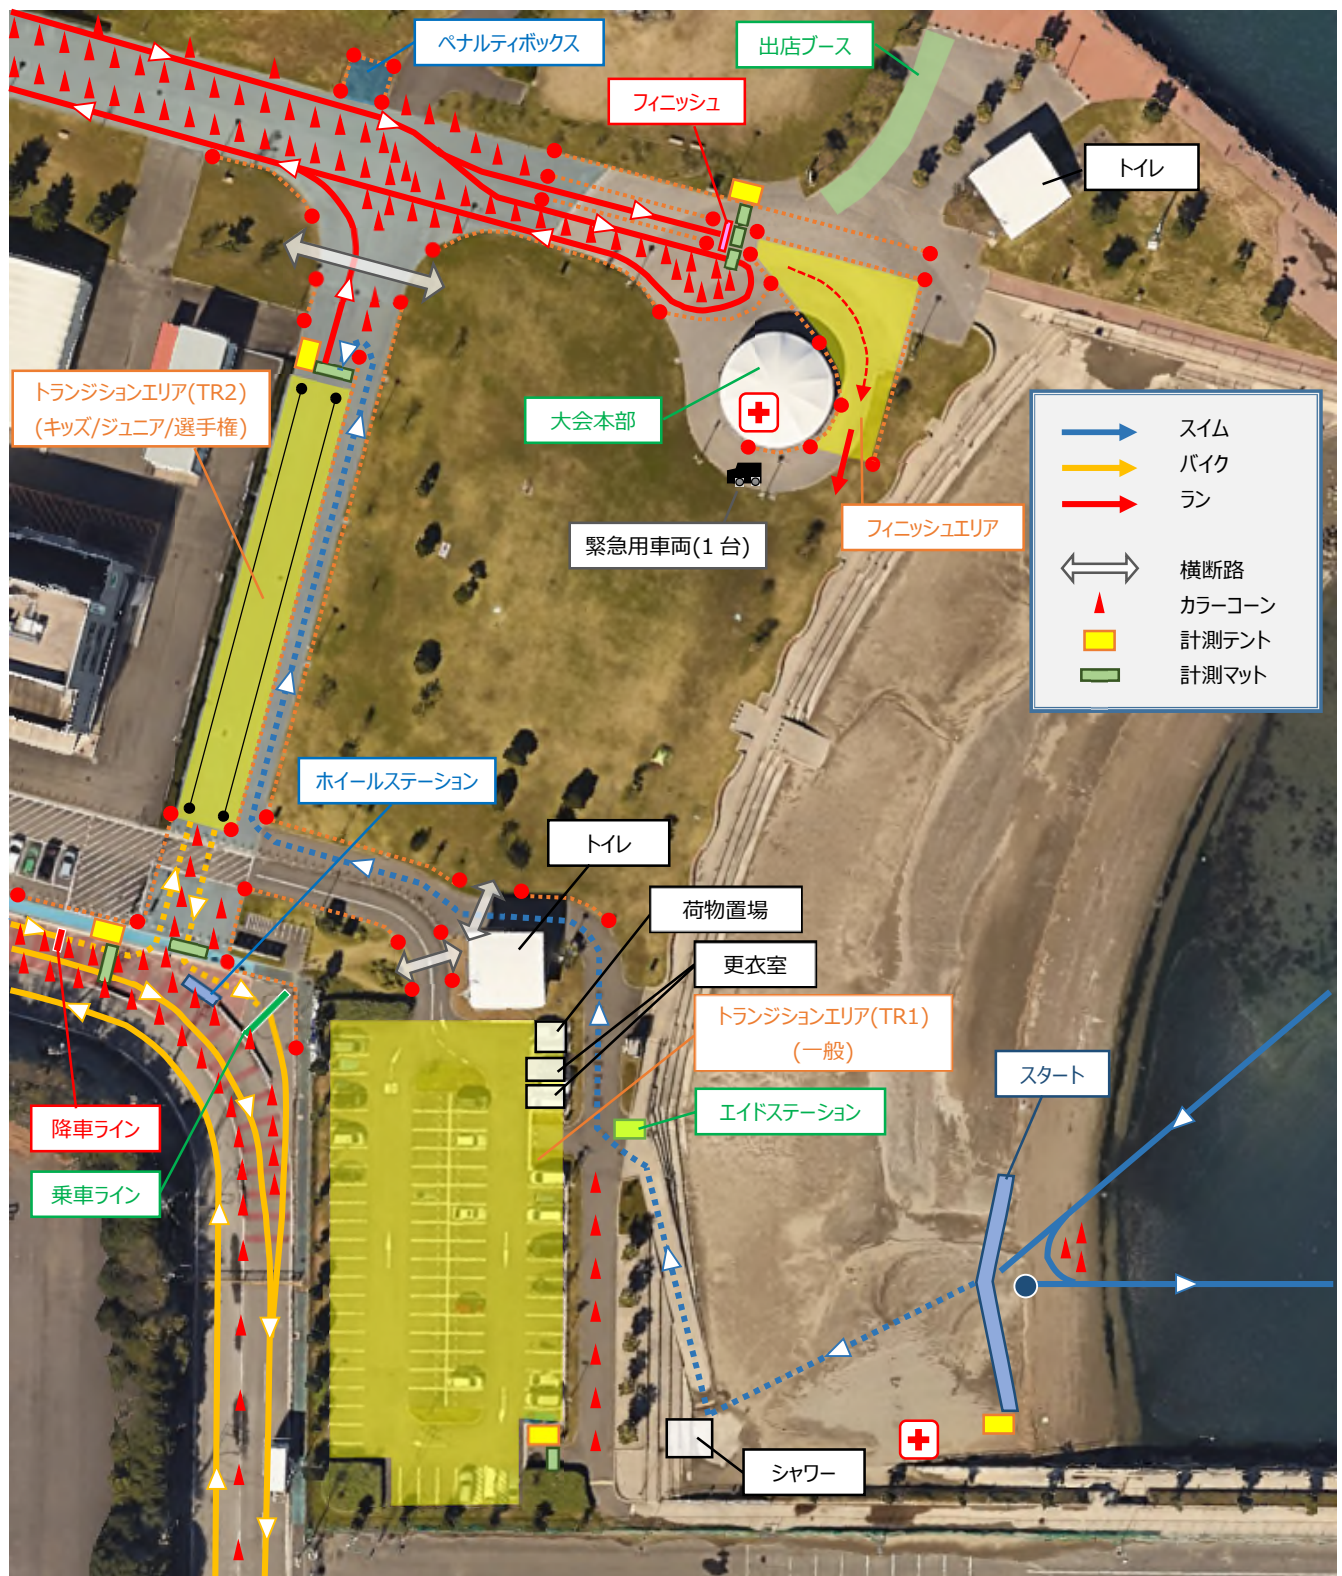 ペナルティボックス
出店ブース
フィニッシュ
トイレ
トランジションエリア(TR2)
(キッズ/ジュニア/選手権)
大会本部
スイム
バイク
ラン
横断路
カラーコーン
計測テント
計測マット
緊急用車両(1台)
フィニッシュエリア
ホイールステーション
トイレ
荷物置場
更衣室
トランジションエリア(TR1)
(一般)
スタート
エイドステーション
降車ライン
乗車ライン
シャワー